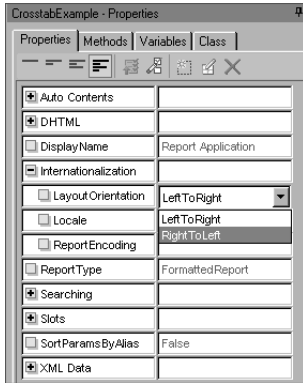 CrosstabExample - Properties
Properties Methods Variables Class
Auto Contents
DHTML
DisplayName Report Application
Internationalization
LayoutOrientation LeftToRight
Locale LeftToRight
RightToLeft
ReportEncoding
ReportType FormattedReport
Searching
Slots
SortParamsByAlias False
XML Data